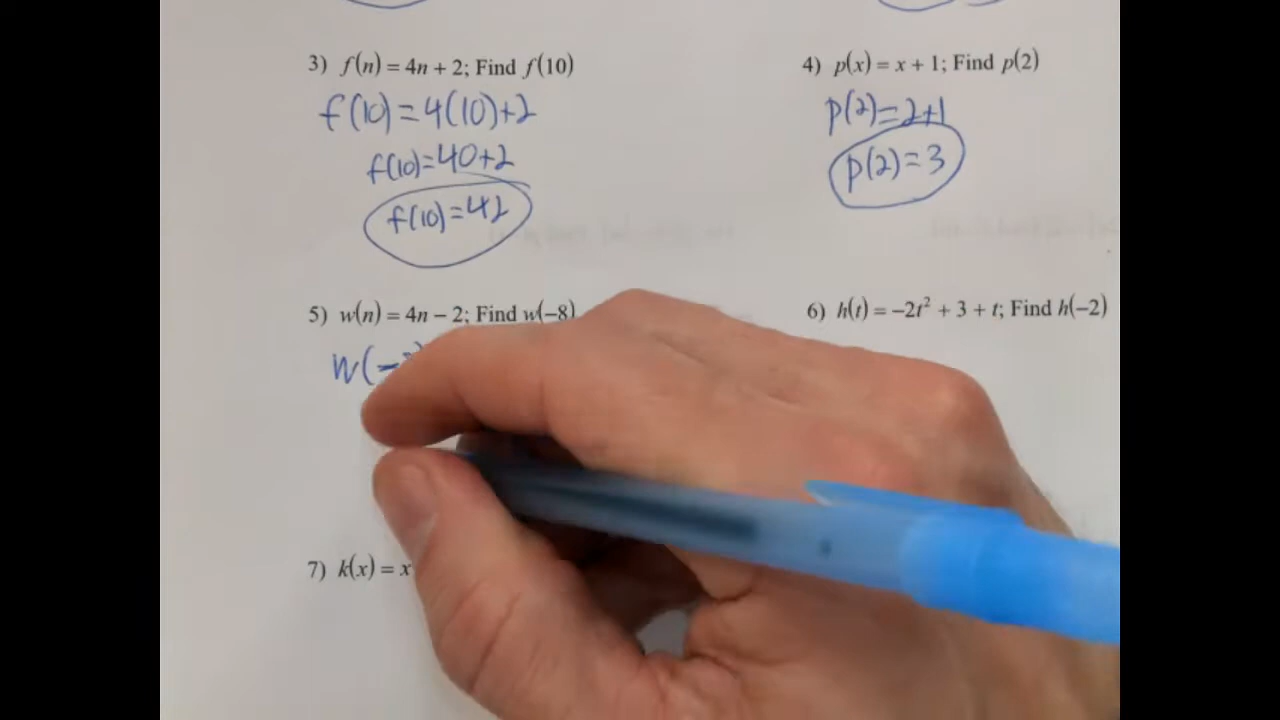 3) f(n) = 4n + 2; Find f(10)
f(10)=4(10)+2
f(10)=40+2
f(10)=42
4) p(x) = x + 1; Find p(2)
p(2)=2+1
p(2)=3
5) w(n) = 4n − 2; Find w(−8)
w(-
6) h(t) = −2t² + 3 + t; Find h(−2)
7) k(x) = x